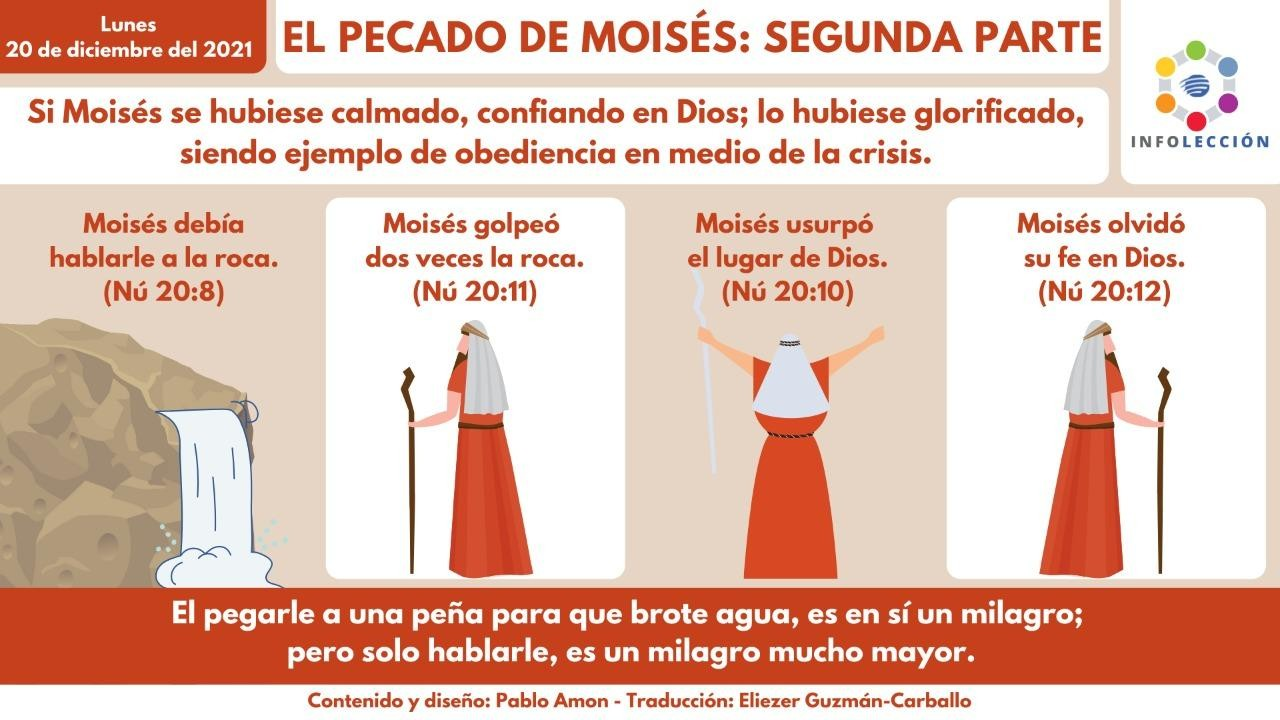 Lunes
20 de diciembre del 2021
EL PECADO DE MOISÉS: SEGUNDA PARTE
INFOLECCIÓN
Si Moisés se hubiese calmado, confiando en Dios; lo hubiese glorificado,
siendo ejemplo de obediencia en medio de la crisis.
Moisés debía
hablarle a la roca.
(Nú 20:8)
Moisés golpeó
dos veces la roca.
(Nú 20:11)
Moisés usurpó
el lugar de Dios.
(Nú 20:10)
Moisés olvidó
su fe en Dios.
(Nú 20:12)
El pegarle a una peña para que brote agua, es en sí un milagro;
pero solo hablarle, es un milagro mucho mayor.
Contenido y diseño: Pablo Amon - Traducción: Eliezer Guzmán-Carballo